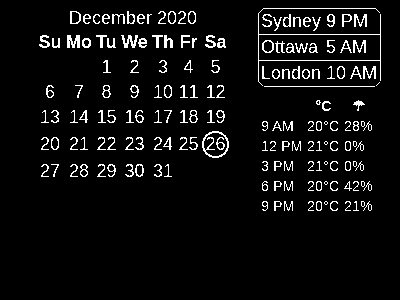 December 2020
Su Mo Tu We Th Fr Sa
1 2 3 4 5
6 7 8 9 10 11 12
13 14 15 16 17 18 19
20 21 22 23 24 25 26
27 28 29 30 31
Sydney 9 PM
Ottawa 5 AM
London 10 AM
°C
9 AM 20°C 28%
12 PM 21°C 0%
3 PM 21°C 0%
6 PM 20°C 42%
9 PM 20°C 21%